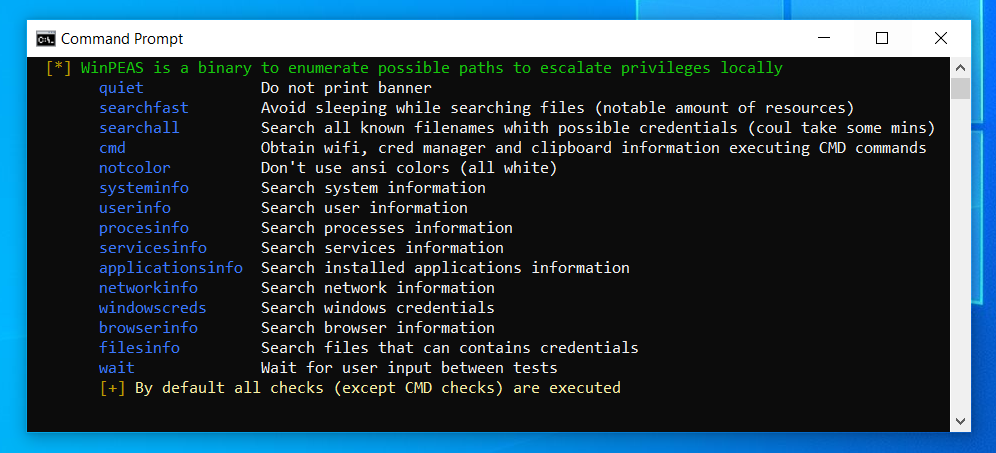 Command Prompt
[*] WinPEAS is a binary to enumerate possible paths to escalate privileges locally
quiet Do not print banner
searchfast Avoid sleeping while searching files (notable amount of resources)
searchall Search all known filenames whith possible credentials (coul take some mins)
cmd Obtain wifi, cred manager and clipboard information executing CMD commands
notcolor Don't use ansi colors (all white)
systeminfo Search system information
userinfo Search user information
procesinfo Search processes information
servicesinfo Search services information
applicationsinfo Search installed applications information
networkinfo Search network information
windowscreds Search windows credentials
browserinfo Search browser information
filesinfo Search files that can contains credentials
wait Wait for user input between tests
[+] By default all checks (except CMD checks) are executed